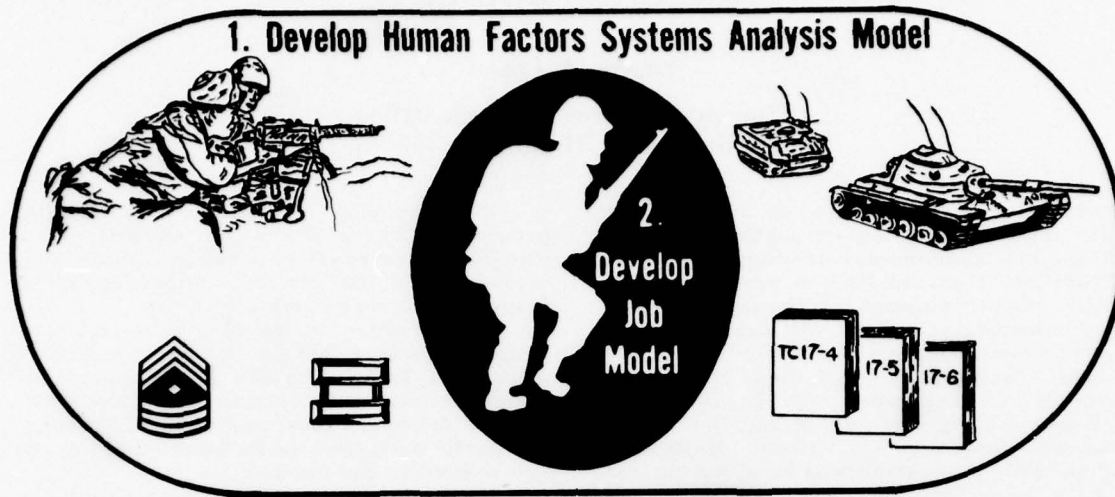 1. Develop Human Factors Systems Analysis Model
2.
Develop
Job
Model
TC17-4
17-5
17-6